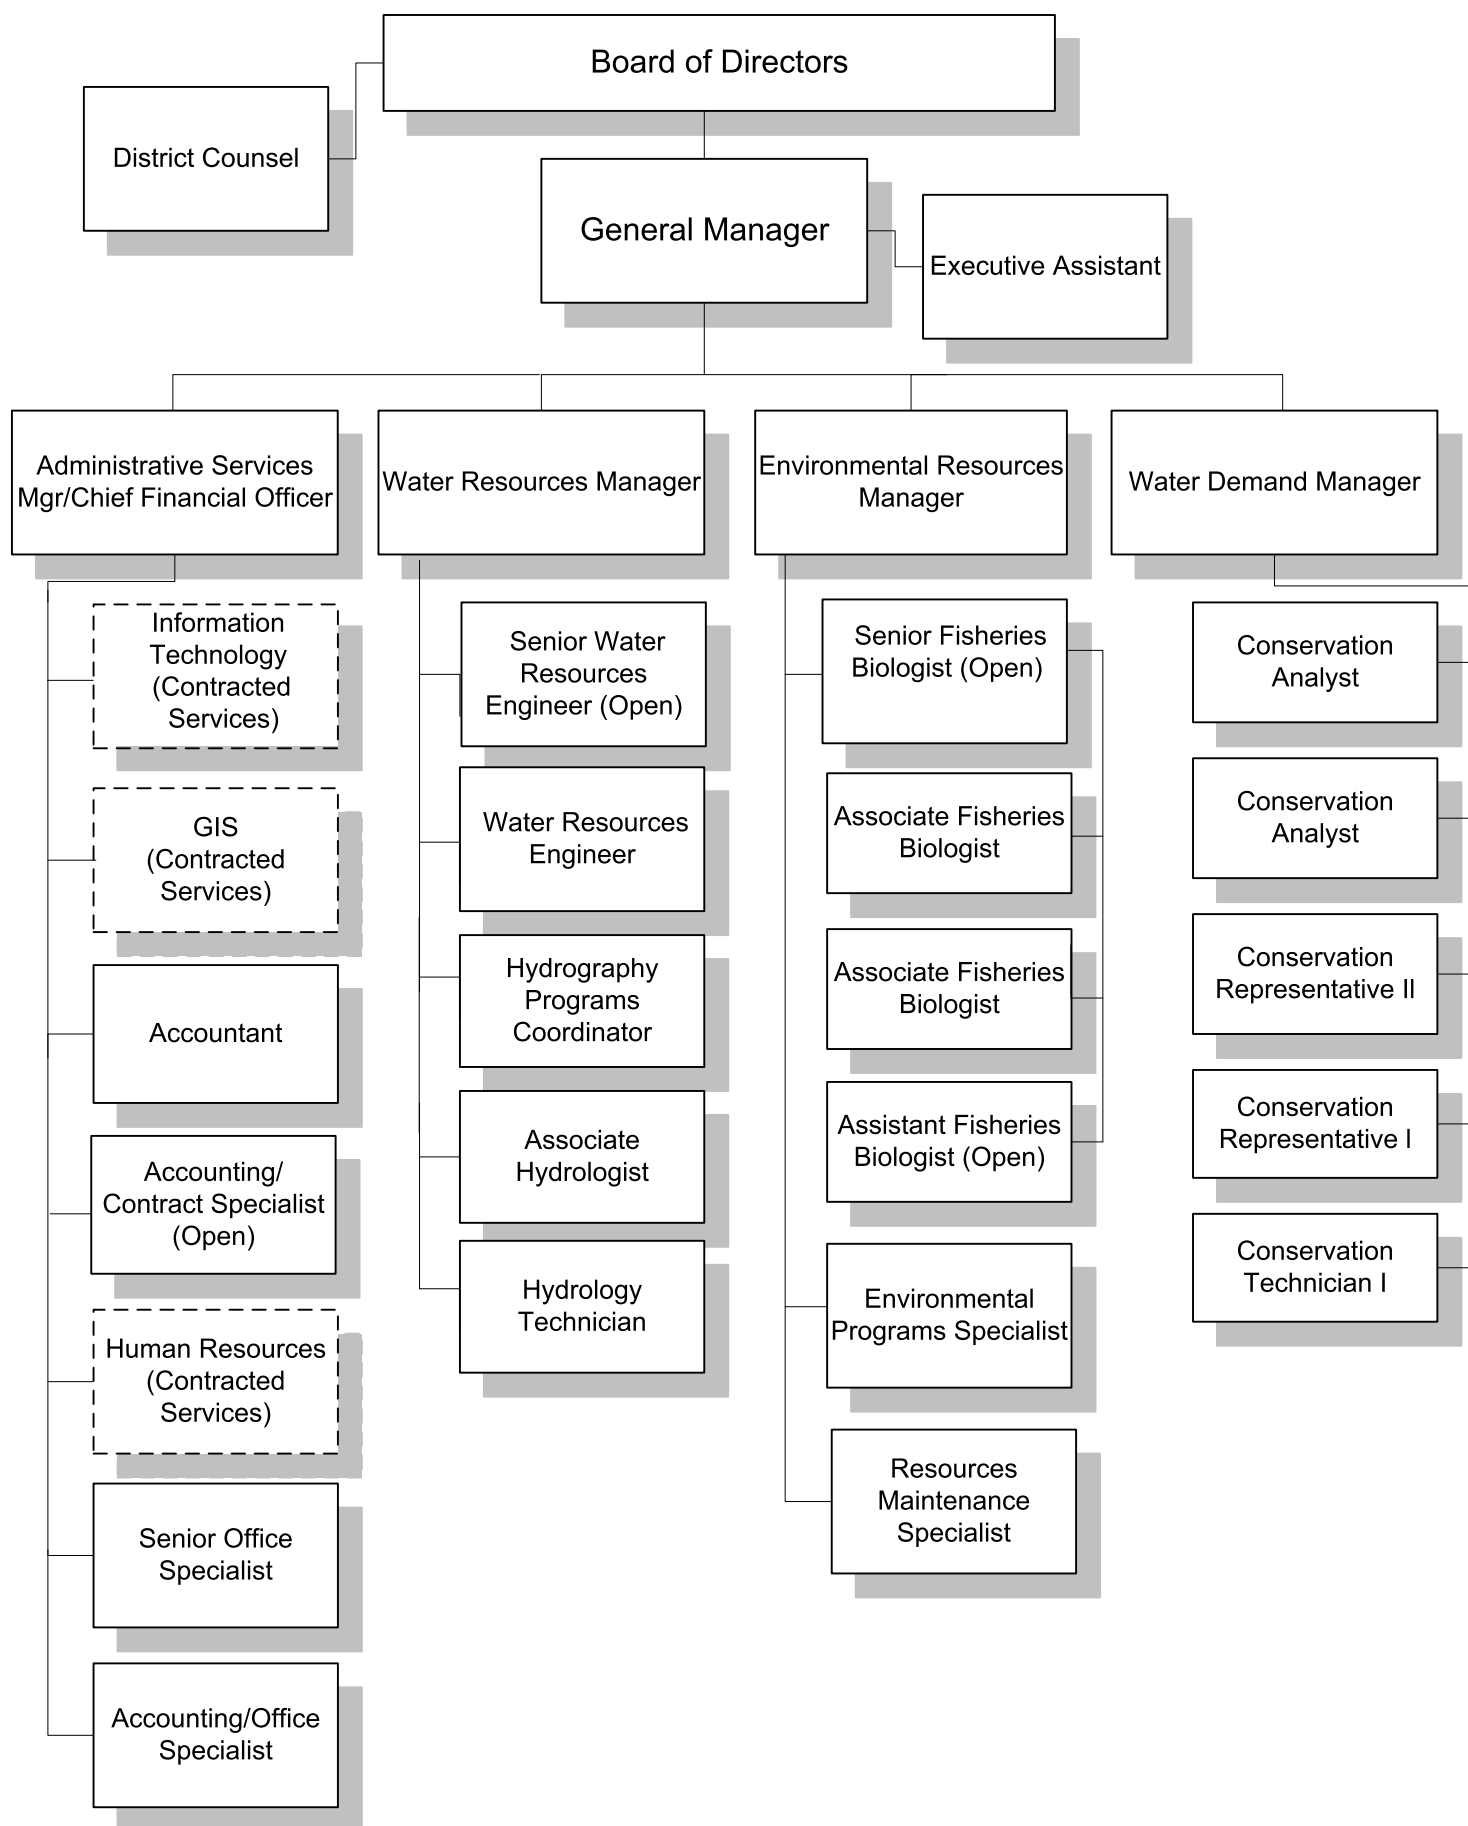 Board of Directors
District Counsel
General Manager
Executive Assistant
Administrative Services
Mgr/Chief Financial Officer
Water Resources Manager
Environmental Resources
Manager
Water Demand Manager
Information
Technology
(Contracted
Services)
GIS
(Contracted
Services)
Accountant
Accounting/
Contract Specialist
(Open)
Human Resources
(Contracted
Services)
Senior Office
Specialist
Accounting/Office
Specialist
Senior Water
Resources
Engineer (Open)
Water Resources
Engineer
Hydrography
Programs
Coordinator
Associate
Hydrologist
Hydrology
Technician
Senior Fisheries
Biologist (Open)
Associate Fisheries
Biologist
Associate Fisheries
Biologist
Assistant Fisheries
Biologist (Open)
Environmental
Programs Specialist
Resources
Maintenance
Specialist
Conservation
Analyst
Conservation
Analyst
Conservation
Representative II
Conservation
Representative I
Conservation
Technician I